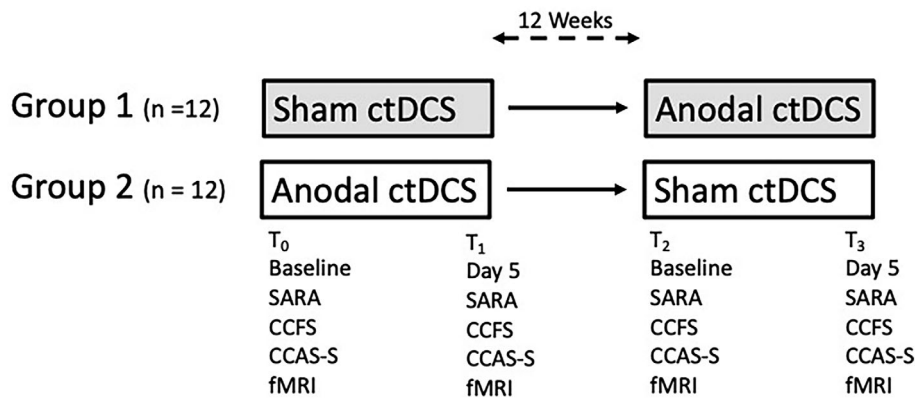 12 Weeks
Group 1 (n =12) Sham ctDCS Anodal ctDCS
Group 2 (n = 12) Anodal ctDCS Sham ctDCS
T0 T1 T2 T3
Baseline Day 5 Baseline Day 5
SARA SARA SARA SARA
CCFS CCFS CCFS CCFS
CCAS-S CCAS-S CCAS-S CCAS-S
fMRI fMRI fMRI fMRI